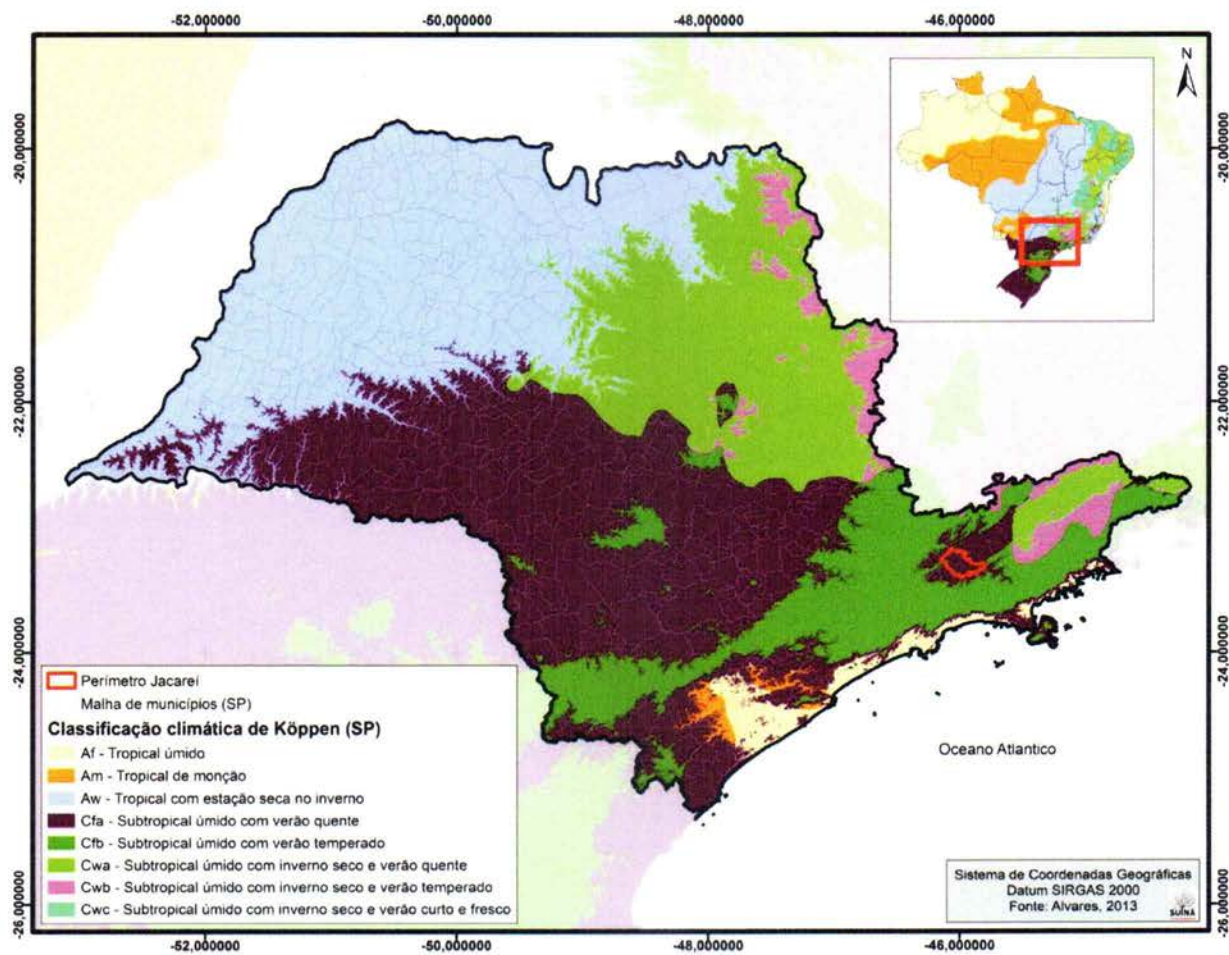 -52,000000
-50,000000
-48,000000
-46,000000
N
-20,000000
-20,000000
-22,000000
-22,000000
-24,000000
-24,000000
-26,000000
-26,000000
Oceano Atlantico
Perímetro Jacareí
Malha de municípios (SP)
Classificação climática de Köppen (SP)
Af - Tropical úmido
Am - Tropical de monção
Aw - Tropical com estação seca no inverno
Cfa - Subtropical úmido com verão quente
Cfb - Subtropical úmido com verão temperado
Cwa - Subtropical úmido com inverno seco e verão quente
Cwb - Subtropical úmido com inverno seco e verão temperado
Cwc - Subtropical úmido com inverno seco e verão curto e fresco
Sistema de Coordenadas Geográficas
Datum SIRGAS 2000
Fonte: Alvares, 2013
SUINÃ
-52,000000
-50,000000
-48,000000
-46,000000